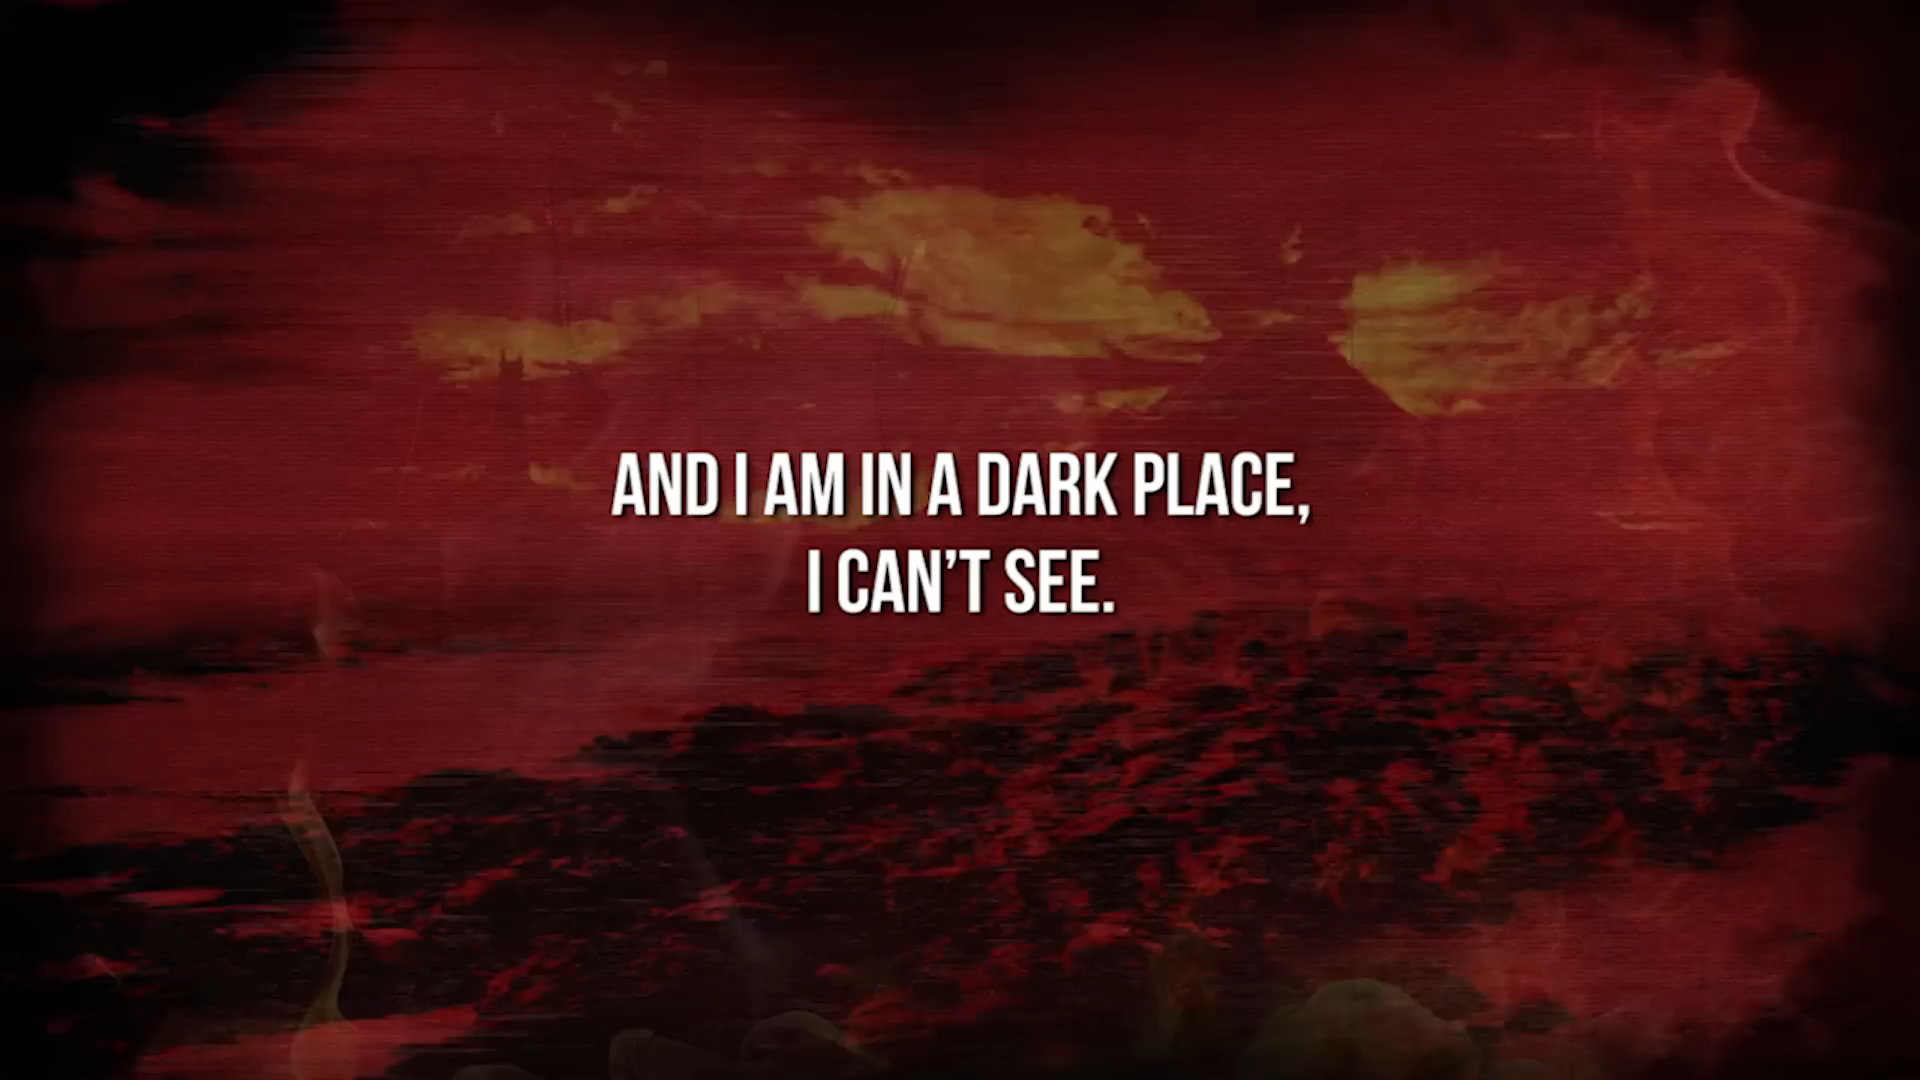 AND I AM IN A DARK PLACE,
I CAN’T SEE.